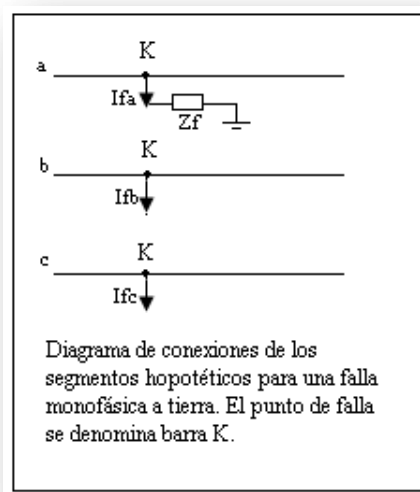 K
a
Ifa
Zf
K
b
Ifb
K
c
Ifc
Diagrama de conexiones de los
segmentos hopotéticos para una falla
monofásica a tierra. El punto de falla
se denomina barra K.